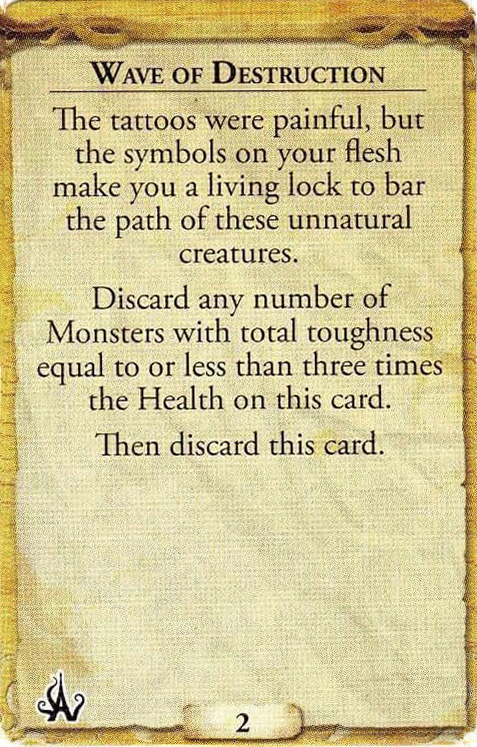 WAVE OF DESTRUCTION
The tattoos were painful, but
the symbols on your flesh
make you a living lock to bar
the path of these unnatural
creatures.
Discard any number of
Monsters with total toughness
equal to or less than three times
the Health on this card.
Then discard this card.
2